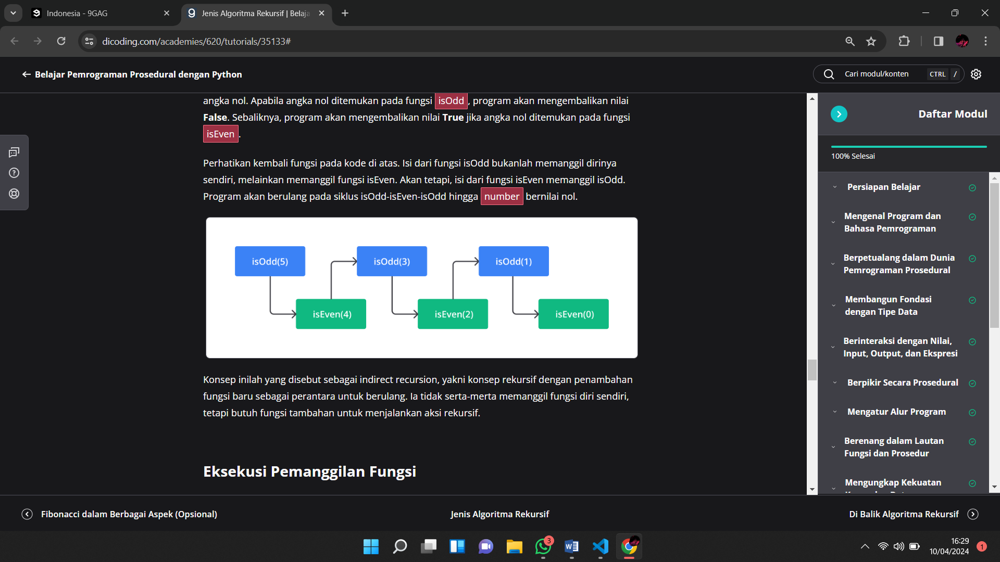 Indonesia - 9GAG
Jenis Algoritma Rekursif | Belaja
dicoding.com/academies/620/tutorials/35133#
Belajar Pemrograman Prosedural dengan Python
Cari modul/konten CTRL /
angka nol. Apabila angka nol ditemukan pada fungsi isOdd, program akan mengembalikan nilai
False. Sebaliknya, program akan mengembalikan nilai True jika angka nol ditemukan pada fungsi
isEven.
Perhatikan kembali fungsi pada kode di atas. Isi dari fungsi isOdd bukanlah memanggil dirinya
sendiri, melainkan memanggil fungsi isEven. Akan tetapi, isi dari fungsi isEven memanggil isOdd.
Program akan berulang pada siklus isOdd-isEven-isOdd hingga number bernilai nol.
isOdd(5) isOdd(3) isOdd(1)
isEven(4) isEven(2) isEven(0)
Konsep inilah yang disebut sebagai indirect recursion, yakni konsep rekursif dengan penambahan
fungsi baru sebagai perantara untuk berulang. Ia tidak serta-merta memanggil fungsi diri sendiri,
tetapi butuh fungsi tambahan untuk menjalankan aksi rekursif.
Eksekusi Pemanggilan Fungsi
Daftar Modul
100% Selesai
Persiapan Belajar
Mengenal Program dan
Bahasa Pemrograman
Berpetualang dalam Dunia
Pemrograman Prosedural
Membangun Fondasi
dengan Tipe Data
Berinteraksi dengan Nilai,
Input, Output, dan Ekspresi
Berpikir Secara Prosedural
Mengatur Alur Program
Berenang dalam Lautan
Fungsi dan Prosedur
Mengungkap Kekuatan
Fibonacci dalam Berbagai Aspek (Opsional)
Jenis Algoritma Rekursif
Di Balik Algoritma Rekursif
3
16:29
10/04/2024
1